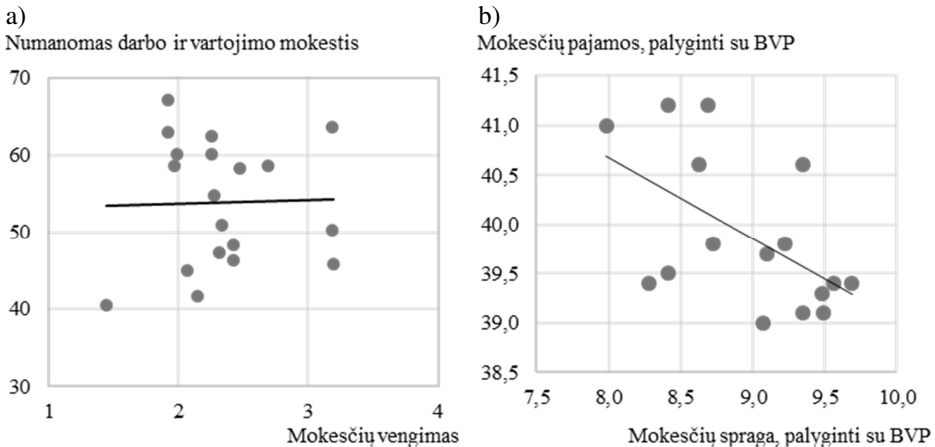 a)
Numanomas darbo ir vartojimo mokestis
70
60
50
40
30
1 2 3 4
Mokesčių vengimas
b)
Mokesčių pajamos, palyginti su BVP
41,5
41,0
40,5
40,0
39,5
39,0
38,5
7,5 8,0 8,5 9,0 9,5 10,0
Mokesčių spraga, palyginti su BVP